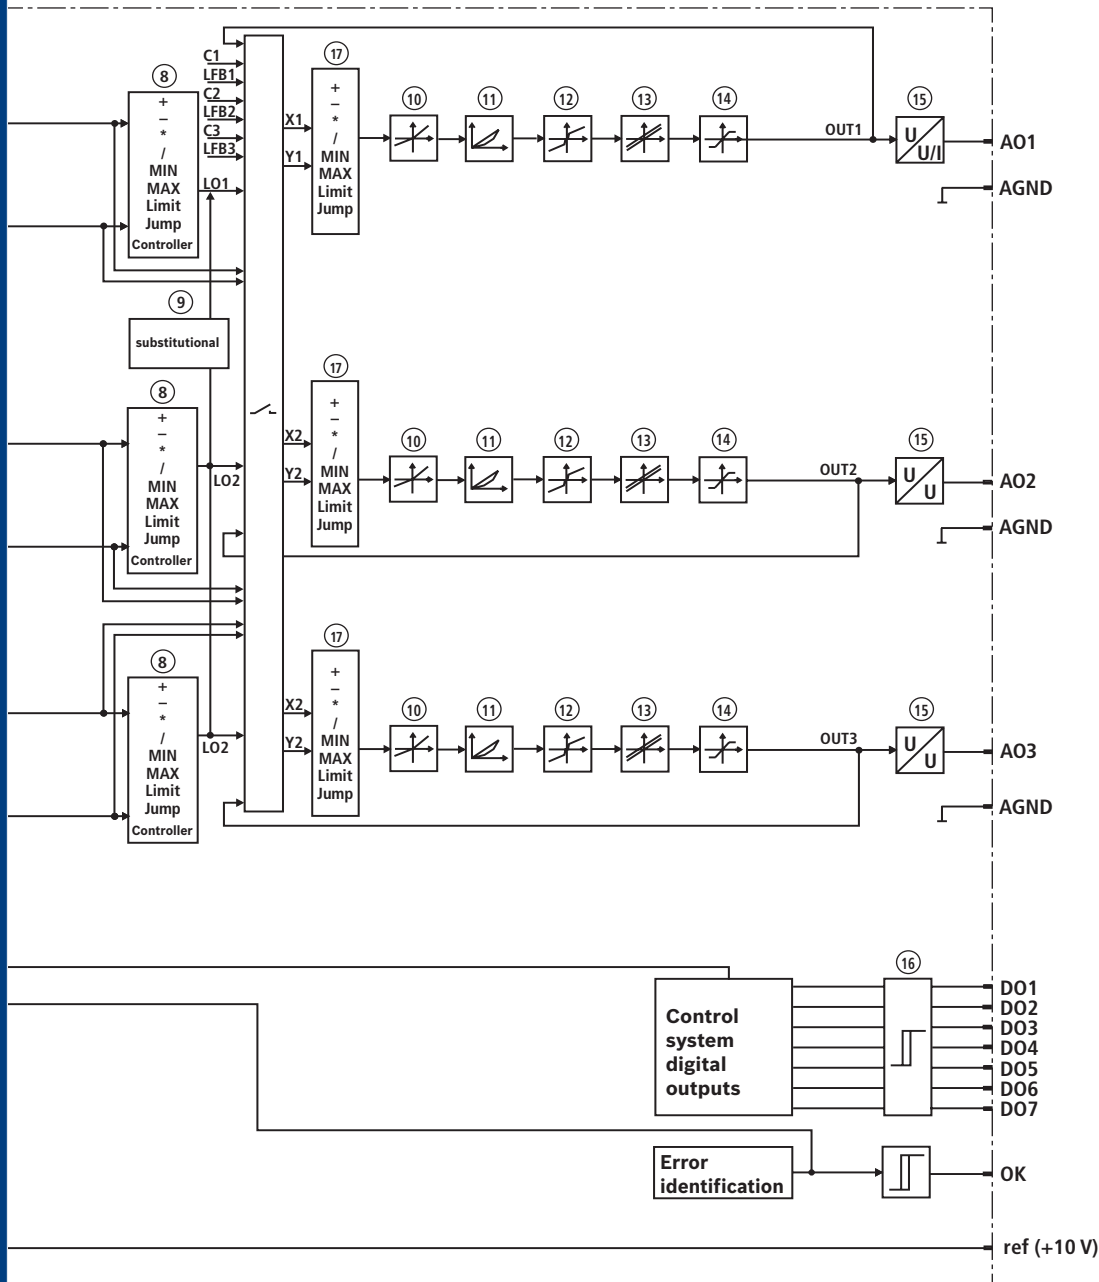 8
+
−
*
/
MIN
MAX
Limit
Jump
Controller
C1
LFB1
C2
LFB2
C3
LFB3
LO1
X1
Y1
17
+
−
*
/
MIN
MAX
Limit
Jump
10
11
12
13
14
OUT1
15
U
U/I
AO1
AGND
9
substitutional
8
+
−
*
/
MIN
MAX
Limit
Jump
Controller
LO2
X2
Y2
17
+
−
*
/
MIN
MAX
Limit
Jump
10
11
12
13
14
OUT2
15
U
U
AO2
AGND
8
+
−
*
/
MIN
MAX
Limit
Jump
Controller
LO2
X2
Y2
17
+
−
*
/
MIN
MAX
Limit
Jump
10
11
12
13
14
OUT3
15
U
U
AO3
AGND
Control
system
digital
outputs
16
DO1
DO2
DO3
DO4
DO5
DO6
DO7
Error
identification
OK
ref (+10 V)